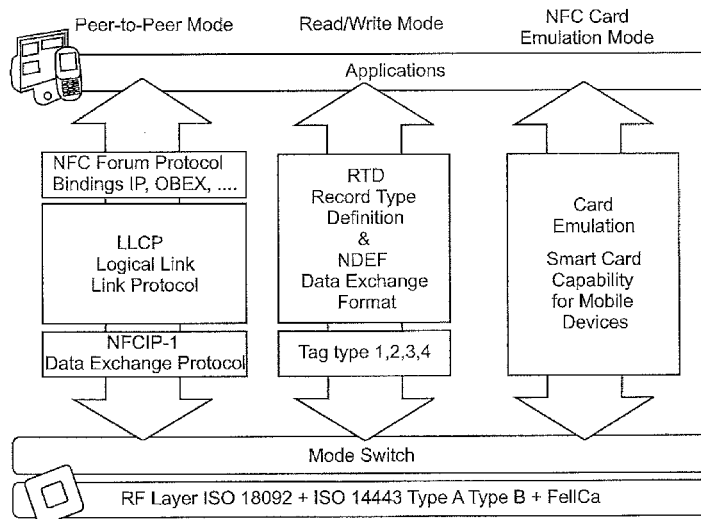 Peer-to-Peer Mode
Read/Write Mode
NFC Card
Emulation Mode
Applications
NFC Forum Protocol
Bindings IP, OBEX, ....
LLCP
Logical Link
Link Protocol
NFCIP-1
Data Exchange Protocol
RTD
Record Type
Definition
&
NDEF
Data Exchange
Format
Tag type 1,2,3,4
Card
Emulation
Smart Card
Capability
for Mobile
Devices
Mode Switch
RF Layer ISO 18092 + ISO 14443 Type A Type B + FellCa